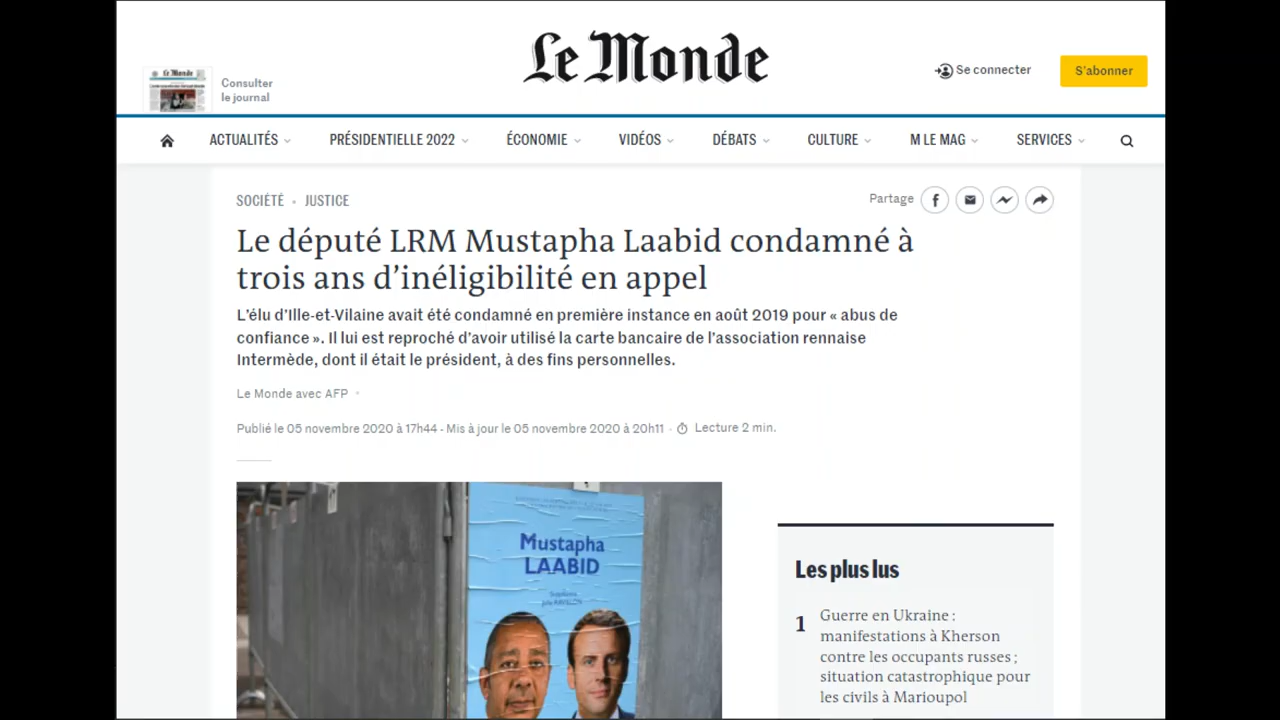 Le Monde
Consulter
le journal
Se connecter
S'abonner
ACTUALITÉS
PRÉSIDENTIELLE 2022
ÉCONOMIE
VIDÉOS
DÉBATS
CULTURE
M LE MAG
SERVICES
SOCIÉTÉ • JUSTICE
Partage
Le député LRM Mustapha Laabid condamné à
trois ans d’inéligibilité en appel
L’élu d’Ille-et-Vilaine avait été condamné en première instance en août 2019 pour « abus de
confiance ». Il lui est reproché d’avoir utilisé la carte bancaire de l’association rennaise
Intermède, dont il était le président, à des fins personnelles.
Le Monde avec AFP
Publié le 05 novembre 2020 à 17h44 - Mis à jour le 05 novembre 2020 à 20h11 · Lecture 2 min.
Mustapha
LAABID
Les plus lus
1
Guerre en Ukraine :
manifestations à Kherson
contre les occupants russes ;
situation catastrophique pour
les civils à Marioupol